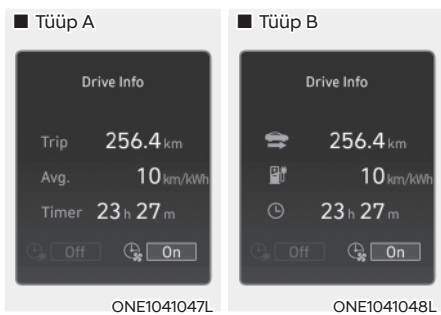 ■ Tüüp A
Drive Info
Trip 256.4 km
Avg. 10 km/kWh
Timer 23 h 27 m
Off On
ONE1041047L
■ Tüüp B
Drive Info
256.4 km
10 km/kWh
23 h 27 m
Off On
ONE1041048L